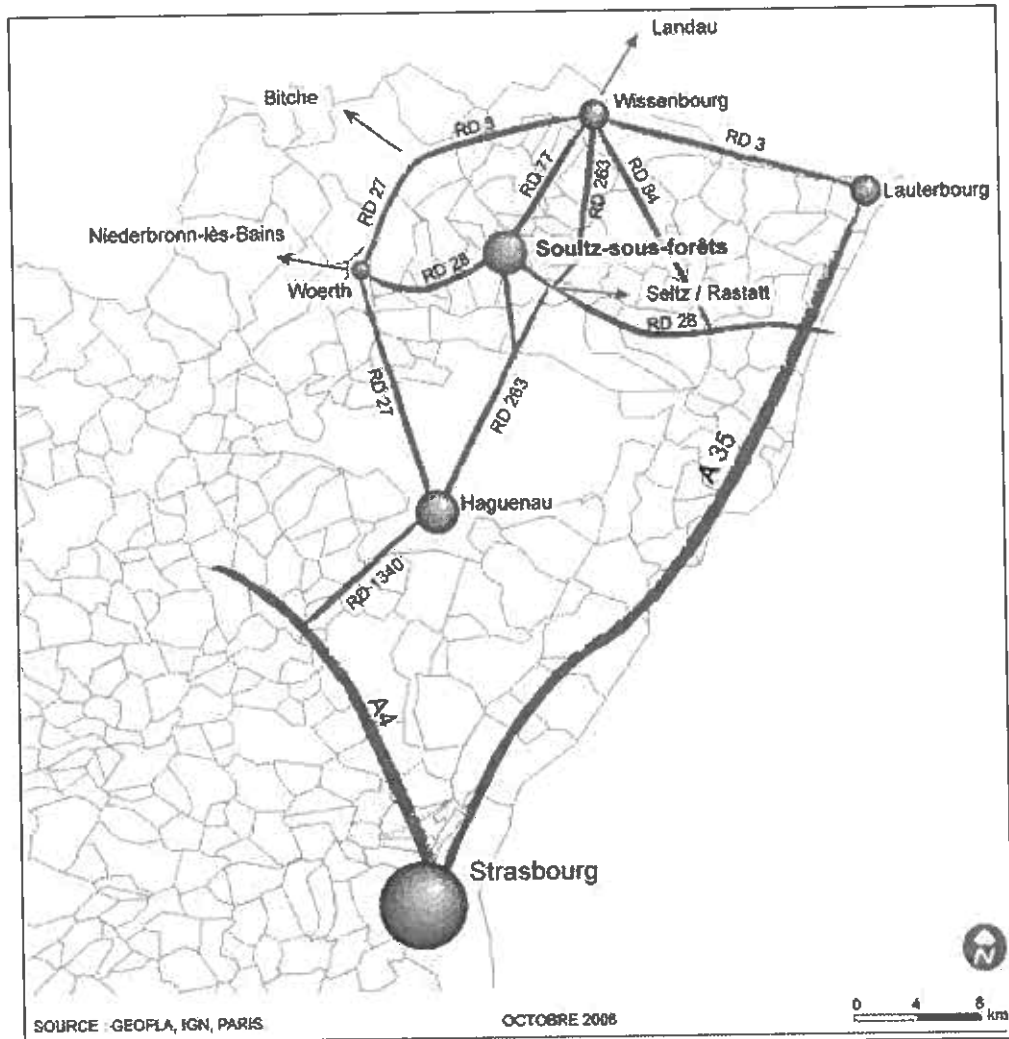 Landau
Bitche
Wissenbourg
RD 3
RD 3
RD 77
RD 263
RD 84
RD 27
Lauterbourg
Niederbronn-lès-Bains
Soultz-sous-forêts
RD 28
Woerth
Seltz / Rastatt
RD 28
RD 27
RD 263
A 35
Haguenau
RD 1340
A4
Strasbourg
N
0 4 8 km
SOURCE : GEOFLA, IGN, PARIS.
OCTOBRE 2006